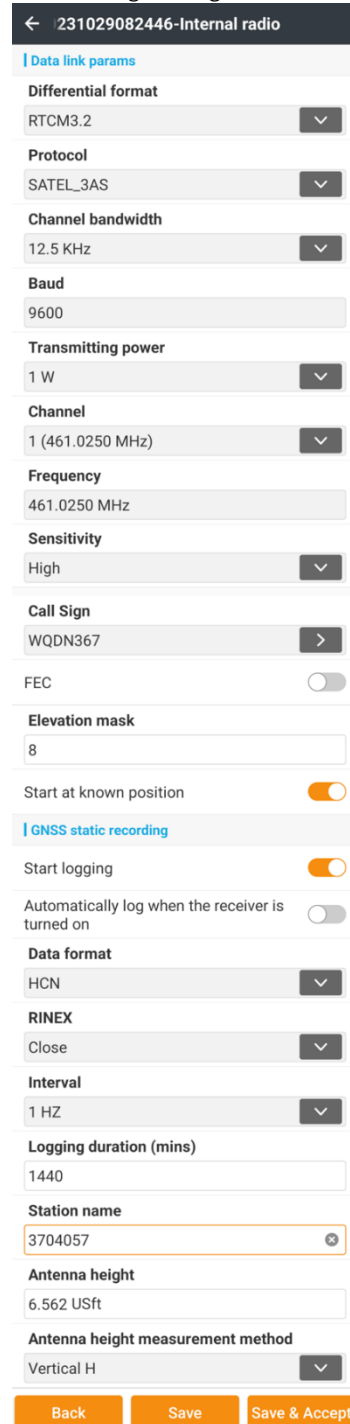 231029082446-Internal radio
Data link params
Differential format
RTCM3.2
Protocol
SATEL_3AS
Channel bandwidth
12.5 KHz
Baud
9600
Transmitting power
1 W
Channel
1 (461.0250 MHz)
Frequency
461.0250 MHz
Sensitivity
High
Call Sign
WQDN367
FEC
Elevation mask
8
Start at known position
GNSS static recording
Start logging
Automatically log when the receiver is
turned on
Data format
HCN
RINEX
Close
Interval
1 HZ
Logging duration (mins)
1440
Station name
3704057
Antenna height
6.562 USft
Antenna height measurement method
Vertical H
Back Save Save & Accept